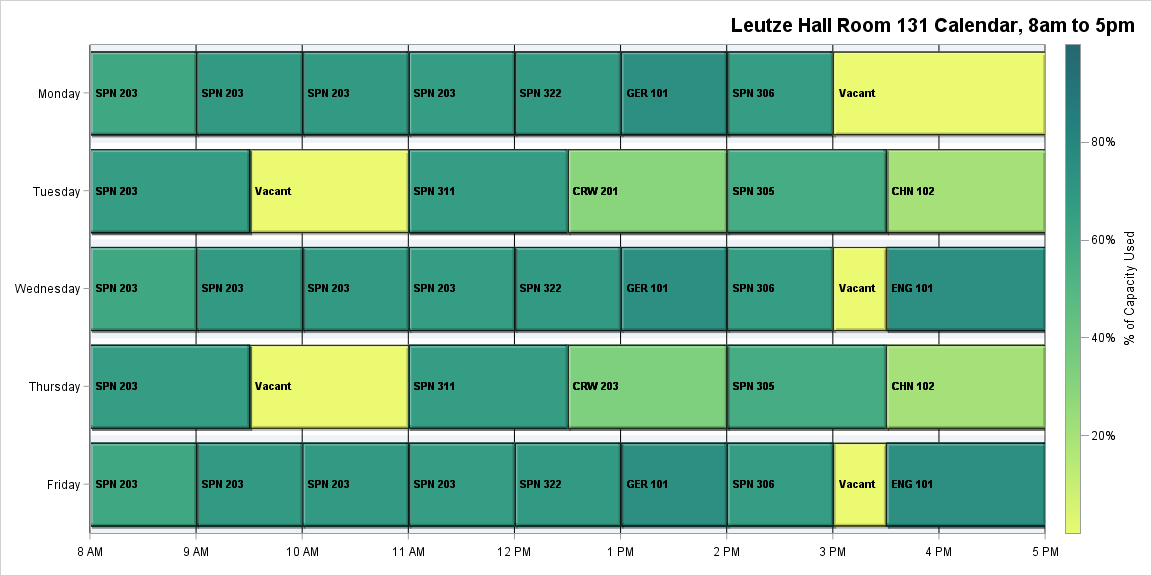 Leutze Hall Room 131 Calendar, 8am to 5pm
Monday
SPN 203
SPN 203
SPN 203
SPN 203
SPN 322
GER 101
SPN 306
Vacant
Tuesday
SPN 203
Vacant
SPN 311
CRW 201
SPN 305
CHN 102
Wednesday
SPN 203
SPN 203
SPN 203
SPN 203
SPN 322
GER 101
SPN 306
Vacant
ENG 101
Thursday
SPN 203
Vacant
SPN 311
CRW 203
SPN 305
CHN 102
Friday
SPN 203
SPN 203
SPN 203
SPN 203
SPN 322
GER 101
SPN 306
Vacant
ENG 101
8 AM
9 AM
10 AM
11 AM
12 PM
1 PM
2 PM
3 PM
4 PM
5 PM
80%
60%
40%
20%
% of Capacity Used